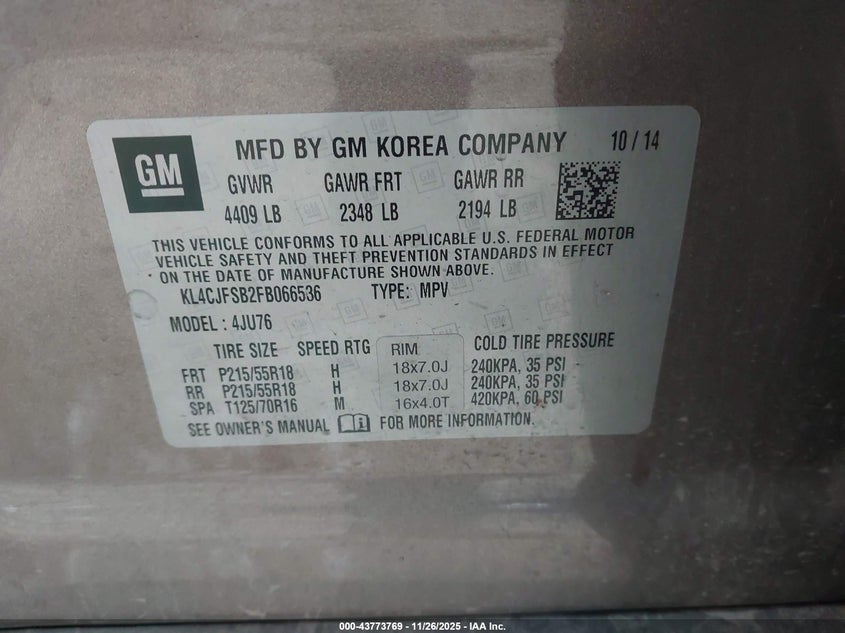 GM
MFD BY GM KOREA COMPANY 10 / 14
GVWR GAWR FRT GAWR RR
4409 LB 2348 LB 2194 LB
THIS VEHICLE CONFORMS TO ALL APPLICABLE U.S. FEDERAL MOTOR
VEHICLE SAFETY AND THEFT PREVENTION STANDARDS IN EFFECT
ON THE DATE OF MANUFACTURE SHOWN ABOVE.
KL4CJFSB2FB066536 TYPE: MPV
MODEL : 4JU76
TIRE SIZE SPEED RTG RIM COLD TIRE PRESSURE
FRT P215/55R18 H 18x7.0J 240KPA, 35 PSI
RR P215/55R18 H 18x7.0J 240KPA, 35 PSI
SPA T125/70R16 M 16x4.0T 420KPA, 60 PSI
SEE OWNER'S MANUAL FOR MORE INFORMATION.
000-43773769 - 11/26/2025 - IAA Inc.